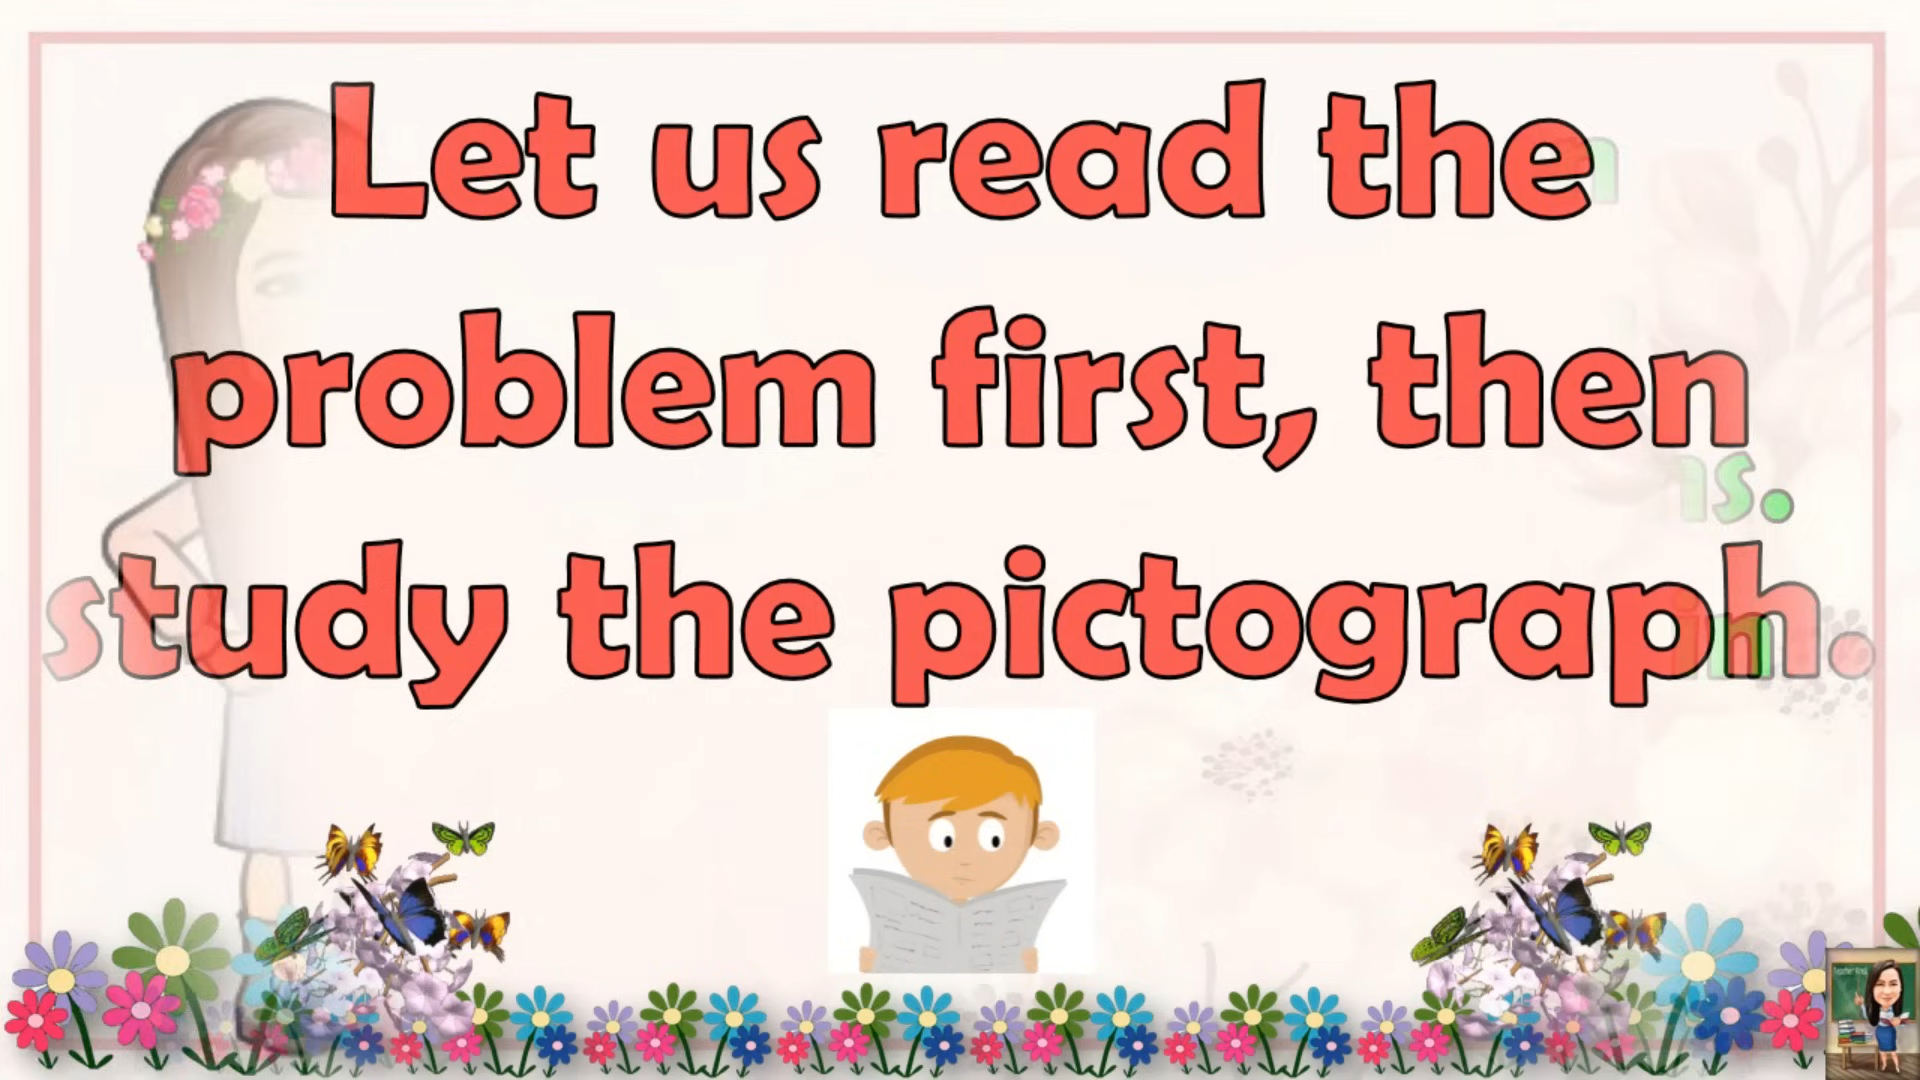 Let us read the
problem first, then
study the pictograph.